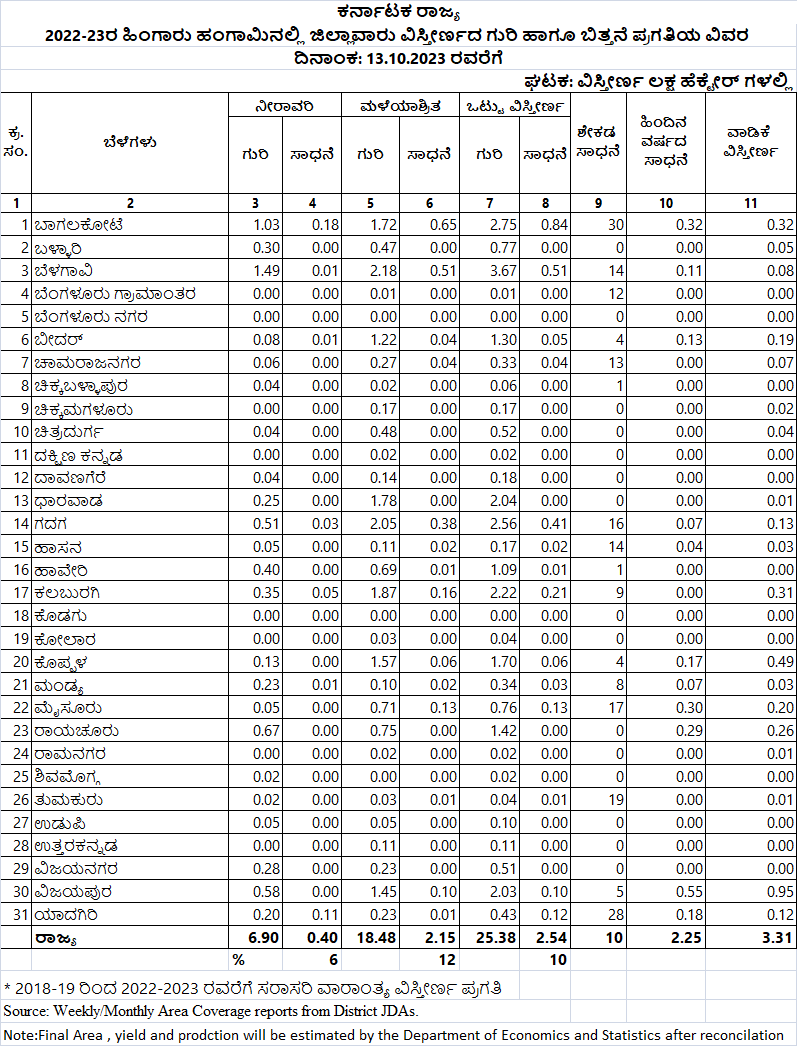 ಕರ್ನಾಟಕ ರಾಜ್ಯ
2022-23ರ ಹಿಂಗಾರು ಹಂಗಾಮಿನಲ್ಲಿ ಜಿಲ್ಲಾವಾರು ವಿಸ್ತೀರ್ಣದ ಗುರಿ ಹಾಗೂ ಬಿತ್ತನೆ ಪ್ರಗತಿಯ ವಿವರ
ದಿನಾಂಕ: 13.10.2023 ರವರೆಗೆ
ಘಟಕ: ವಿಸ್ತೀರ್ಣ ಲಕ್ಷ ಹೆಕ್ಟೇರ್ ಗಳಲ್ಲಿ
ಕ್ರ. ಸಂ. ಬೆಳೆಗಳು ನೀರಾವರಿ ಮಳೆಯಾಶ್ರಿತ ಒಟ್ಟು ವಿಸ್ತೀರ್ಣ ಶೇಕಡ ಸಾಧನೆ ಹಿಂದಿನ ವರ್ಷದ ಸಾಧನೆ ವಾಡಿಕೆ ವಿಸ್ತೀರ್ಣ
ಗುರಿ ಸಾಧನೆ ಗುರಿ ಸಾಧನೆ ಗುರಿ ಸಾಧನೆ
1 2 3 4 5 6 7 8 9 10 11
1 ಬಾಗಲಕೋಟೆ 1.03 0.18 1.72 0.65 2.75 0.84 30 0.32 0.32
2 ಬಳ್ಳಾರಿ 0.30 0.00 0.47 0.00 0.77 0.00 0 0.00 0.05
3 ಬೆಳಗಾವಿ 1.49 0.01 2.18 0.51 3.67 0.51 14 0.11 0.08
4 ಬೆಂಗಳೂರು ಗ್ರಾಮಾಂತರ 0.00 0.00 0.01 0.00 0.01 0.00 12 0.00 0.00
5 ಬೆಂಗಳೂರು ನಗರ 0.00 0.00 0.00 0.00 0.00 0.00 0 0.00 0.00
6 ಬೀದರ್ 0.08 0.01 1.22 0.04 1.30 0.05 4 0.13 0.19
7 ಚಾಮರಾಜನಗರ 0.06 0.00 0.27 0.04 0.33 0.04 13 0.00 0.07
8 ಚಿಕ್ಕಬಳ್ಳಾಪುರ 0.04 0.00 0.02 0.00 0.06 0.00 1 0.00 0.00
9 ಚಿಕ್ಕಮಗಳೂರು 0.00 0.00 0.17 0.00 0.17 0.00 0 0.00 0.02
10 ಚಿತ್ರದುರ್ಗ 0.04 0.00 0.48 0.00 0.52 0.00 0 0.00 0.04
11 ದಕ್ಷಿಣ ಕನ್ನಡ 0.00 0.00 0.02 0.00 0.02 0.00 0 0.00 0.00
12 ದಾವಣಗೆರೆ 0.04 0.00 0.14 0.00 0.18 0.00 0 0.00 0.00
13 ಧಾರವಾಡ 0.25 0.00 1.78 0.00 2.04 0.00 0 0.00 0.01
14 ಗದಗ 0.51 0.03 2.05 0.38 2.56 0.41 16 0.07 0.13
15 ಹಾಸನ 0.05 0.00 0.11 0.02 0.17 0.02 14 0.04 0.03
16 ಹಾವೇರಿ 0.40 0.00 0.69 0.01 1.09 0.01 1 0.00 0.00
17 ಕಲಬುರಗಿ 0.35 0.05 1.87 0.16 2.22 0.21 9 0.00 0.31
18 ಕೊಡಗು 0.00 0.00 0.00 0.00 0.00 0.00 0 0.00 0.00
19 ಕೋಲಾರ 0.00 0.00 0.03 0.00 0.04 0.00 0 0.00 0.00
20 ಕೊಪ್ಪಳ 0.13 0.00 1.57 0.06 1.70 0.06 4 0.17 0.49
21 ಮಂಡ್ಯ 0.23 0.01 0.10 0.02 0.34 0.03 8 0.07 0.03
22 ಮೈಸೂರು 0.05 0.00 0.71 0.13 0.76 0.13 17 0.30 0.20
23 ರಾಯಚೂರು 0.67 0.00 0.75 0.00 1.42 0.00 0 0.29 0.26
24 ರಾಮನಗರ 0.00 0.00 0.02 0.00 0.02 0.00 0 0.00 0.01
25 ಶಿವಮೊಗ್ಗ 0.02 0.00 0.00 0.00 0.02 0.00 0 0.00 0.00
26 ತುಮಕುರು 0.02 0.00 0.03 0.01 0.04 0.01 19 0.00 0.01
27 ಉಡುಪಿ 0.05 0.00 0.05 0.00 0.10 0.00 0 0.00 0.00
28 ಉತ್ತರಕನ್ನಡ 0.00 0.00 0.11 0.00 0.11 0.00 0 0.00 0.00
29 ವಿಜಯನಗರ 0.28 0.00 0.23 0.00 0.51 0.00 0 0.00 0.00
30 ವಿಜಯಪುರ 0.58 0.00 1.45 0.10 2.03 0.10 5 0.55 0.95
31 ಯಾದಗಿರಿ 0.20 0.11 0.23 0.01 0.43 0.12 28 0.18 0.12
ರಾಜ್ಯ 6.90 0.40 18.48 2.15 25.38 2.54 10 2.25 3.31
% 6 12 10
* 2018-19 ರಿಂದ 2022-2023 ರವರೆಗೆ ಸರಾಸರಿ ವಾರಾಂತ್ಯ ವಿಸ್ತೀರ್ಣ ಪ್ರಗತಿ
Source: Weekly/Monthly Area Coverage reports from District JDAs.
Note:Final Area , yield and prodction will be estimated by the Department of Economics and Statistics after reconcilation